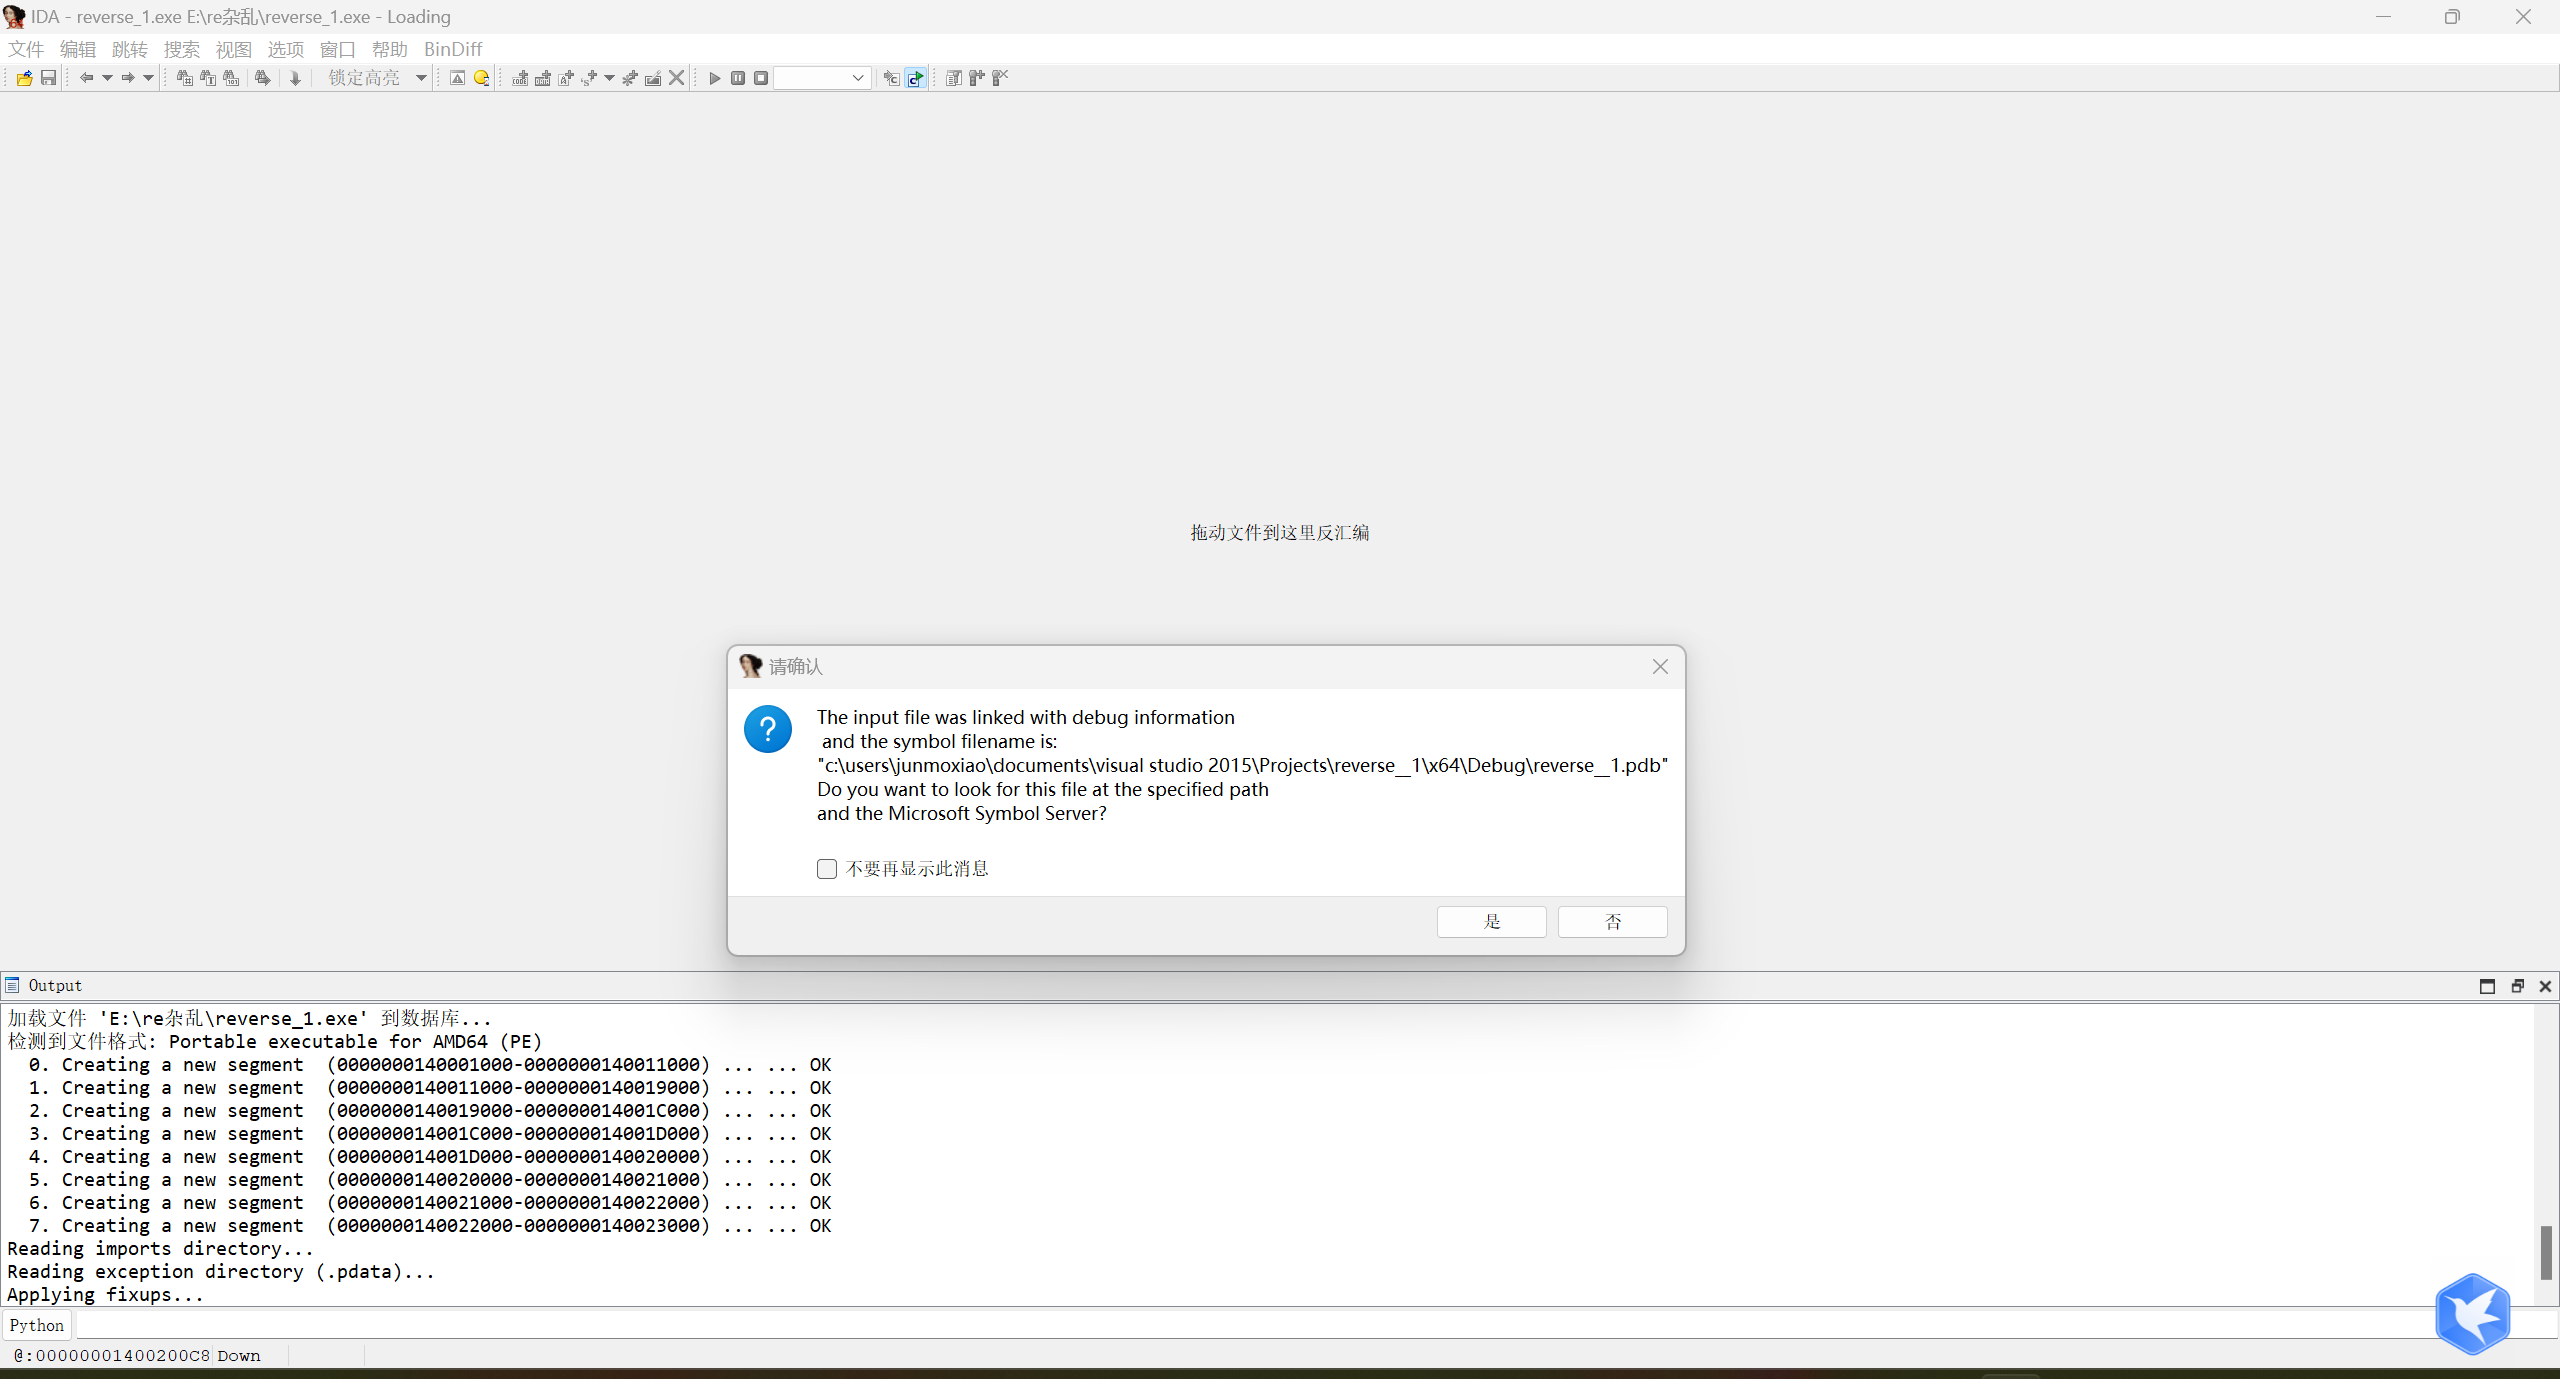 IDA - reverse_1.exe E:\re杂乱\reverse_1.exe - Loading
文件 编辑 跳转 搜索 视图 选项 窗口 帮助 BinDiff
锁定高亮
拖动文件到这里反汇编
请确认
The input file was linked with debug information
and the symbol filename is:
"c:\users\junmoxiao\documents\visual studio 2015\Projects\reverse__1\x64\Debug\reverse__1.pdb"
Do you want to look for this file at the specified path
and the Microsoft Symbol Server?
不要再显示此消息
是 否
Output
加载文件 'E:\re杂乱\reverse_1.exe' 到数据库...
检测到文件格式: Portable executable for AMD64 (PE)
0. Creating a new segment (0000000140001000-0000000140011000) ... ... OK
1. Creating a new segment (0000000140011000-0000000140019000) ... ... OK
2. Creating a new segment (0000000140019000-000000014001C000) ... ... OK
3. Creating a new segment (000000014001C000-000000014001D000) ... ... OK
4. Creating a new segment (000000014001D000-0000000140020000) ... ... OK
5. Creating a new segment (0000000140020000-0000000140021000) ... ... OK
6. Creating a new segment (0000000140021000-0000000140022000) ... ... OK
7. Creating a new segment (0000000140022000-0000000140023000) ... ... OK
Reading imports directory...
Reading exception directory (.pdata)...
Applying fixups...
Python
@:00000001400200C8 Down